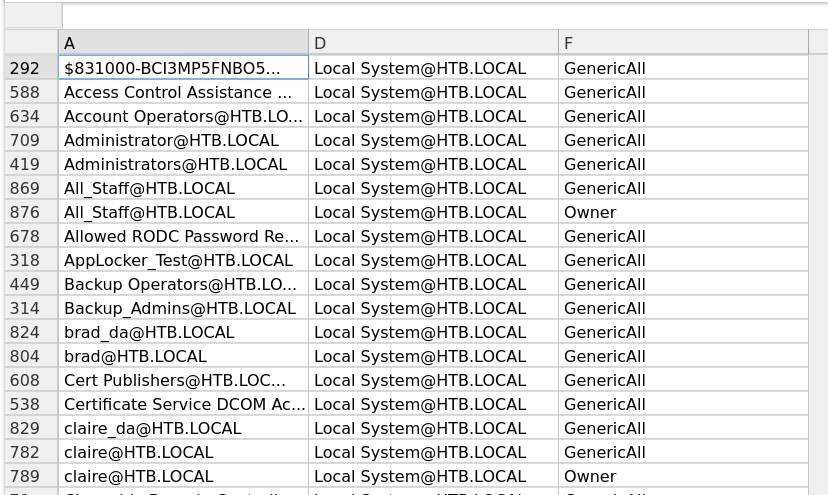 A D F
292 $831000-BCI3MP5FNBO5... Local System@HTB.LOCAL GenericAll
588 Access Control Assistance ... Local System@HTB.LOCAL GenericAll
634 Account Operators@HTB.LO... Local System@HTB.LOCAL GenericAll
709 Administrator@HTB.LOCAL Local System@HTB.LOCAL GenericAll
419 Administrators@HTB.LOCAL Local System@HTB.LOCAL GenericAll
869 All_Staff@HTB.LOCAL Local System@HTB.LOCAL GenericAll
876 All_Staff@HTB.LOCAL Local System@HTB.LOCAL Owner
678 Allowed RODC Password Re... Local System@HTB.LOCAL GenericAll
318 AppLocker_Test@HTB.LOCAL Local System@HTB.LOCAL GenericAll
449 Backup Operators@HTB.LO... Local System@HTB.LOCAL GenericAll
314 Backup_Admins@HTB.LOCAL Local System@HTB.LOCAL GenericAll
824 brad_da@HTB.LOCAL Local System@HTB.LOCAL GenericAll
804 brad@HTB.LOCAL Local System@HTB.LOCAL GenericAll
608 Cert Publishers@HTB.LOC... Local System@HTB.LOCAL GenericAll
538 Certificate Service DCOM Ac... Local System@HTB.LOCAL GenericAll
829 claire_da@HTB.LOCAL Local System@HTB.LOCAL GenericAll
782 claire@HTB.LOCAL Local System@HTB.LOCAL GenericAll
789 claire@HTB.LOCAL Local System@HTB.LOCAL Owner